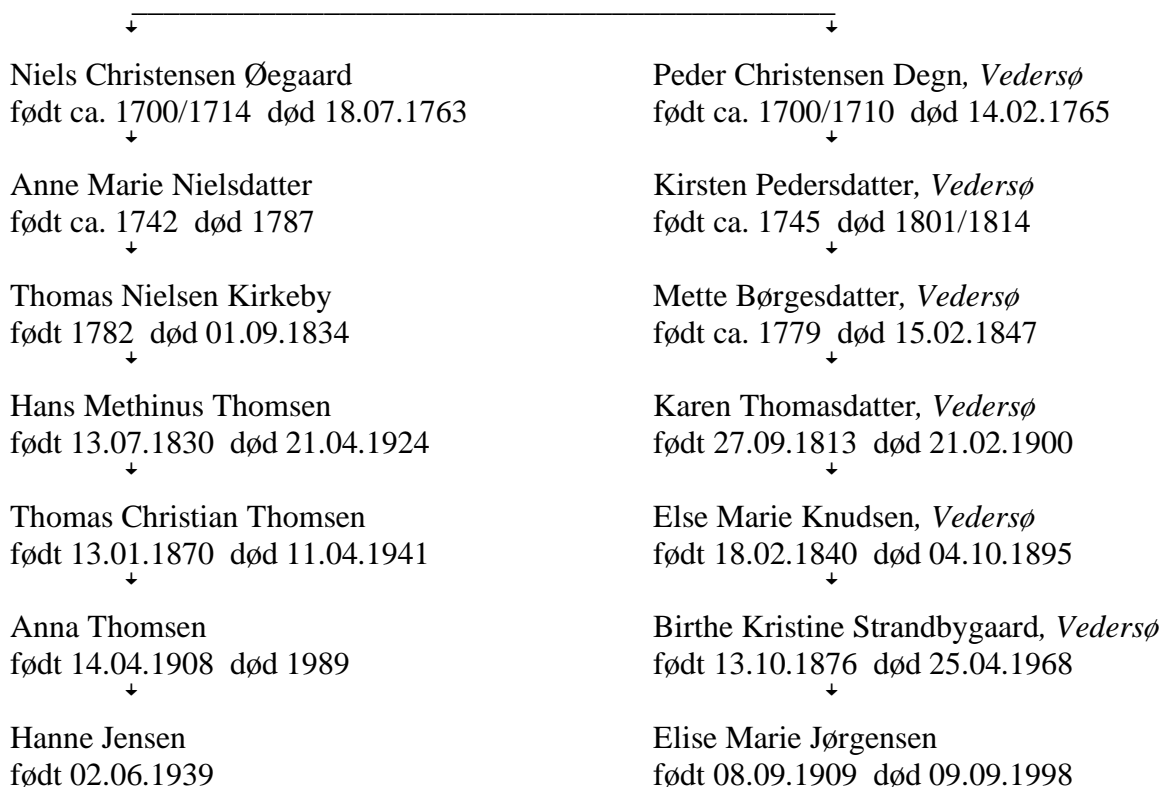 Niels Christensen Øegaard
født ca. 1700/1714 død 18.07.1763
Anne Marie Nielsdatter
født ca. 1742 død 1787
Thomas Nielsen Kirkeby
født 1782 død 01.09.1834
Hans Methinus Thomsen
født 13.07.1830 død 21.04.1924
Thomas Christian Thomsen
født 13.01.1870 død 11.04.1941
Anna Thomsen
født 14.04.1908 død 1989
Hanne Jensen
født 02.06.1939
Peder Christensen Degn, Vedersø
født ca. 1700/1710 død 14.02.1765
Kirsten Pedersdatter, Vedersø
født ca. 1745 død 1801/1814
Mette Børgesdatter, Vedersø
født ca. 1779 død 15.02.1847
Karen Thomasdatter, Vedersø
født 27.09.1813 død 21.02.1900
Else Marie Knudsen, Vedersø
født 18.02.1840 død 04.10.1895
Birthe Kristine Strandbygaard, Vedersø
født 13.10.1876 død 25.04.1968
Elise Marie Jørgensen
født 08.09.1909 død 09.09.1998